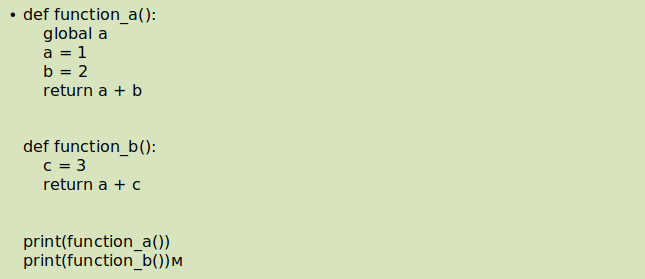 • def function_a():
    global a
    a = 1
    b = 2
    return a + b
def function_b():
    c = 3
    return a + c
print(function_a())
print(function_b())м